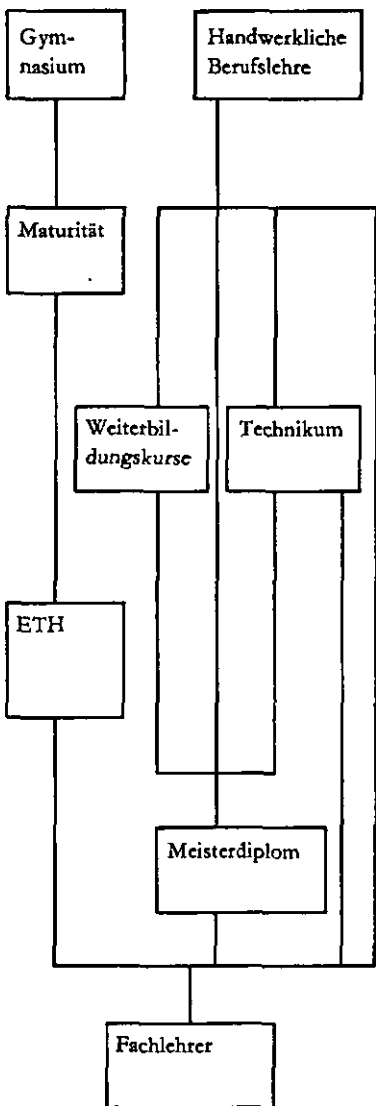 Gym-
nasium
Handwerkliche
Berufslehre
Maturität
Weiterbil-
dungskurse
Technikum
ETH
Meisterdiplom
Fachlehrer